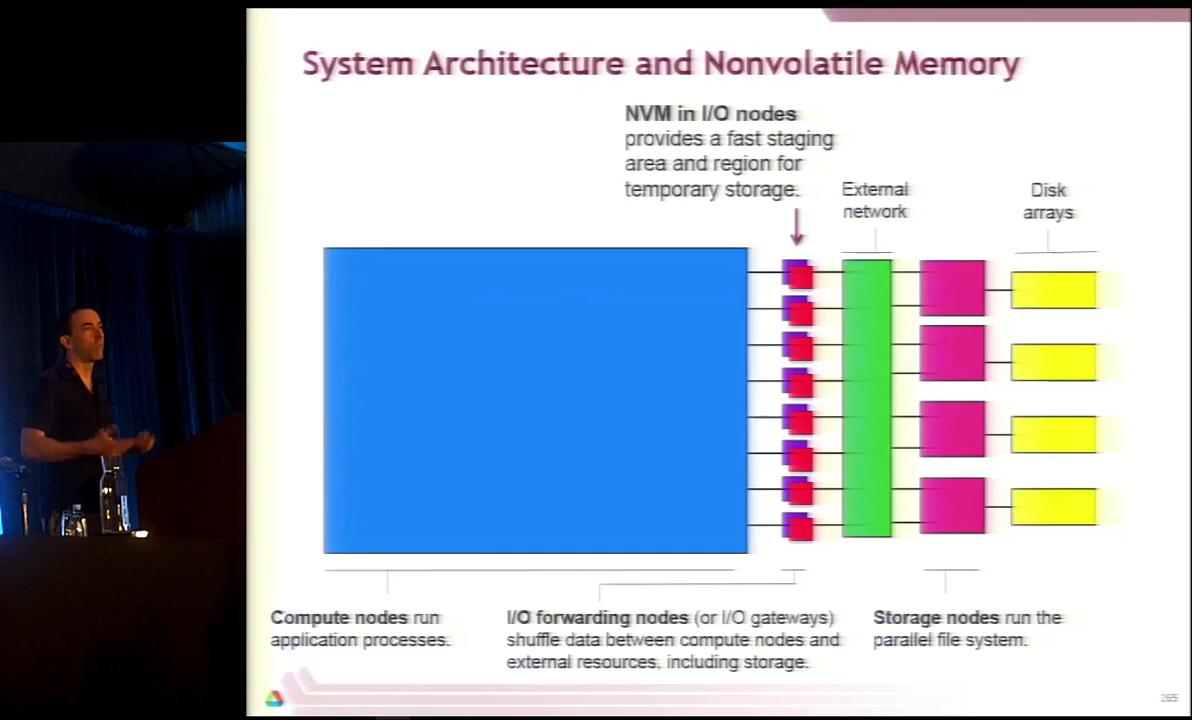 System Architecture and Nonvolatile Memory
NVM in I/O nodes
provides a fast staging
area and region for
temporary storage.
External
network
Disk
arrays
Compute nodes run
application processes.
I/O forwarding nodes (or I/O gateways)
shuffle data between compute nodes and
external resources, including storage.
Storage nodes run the
parallel file system.
265